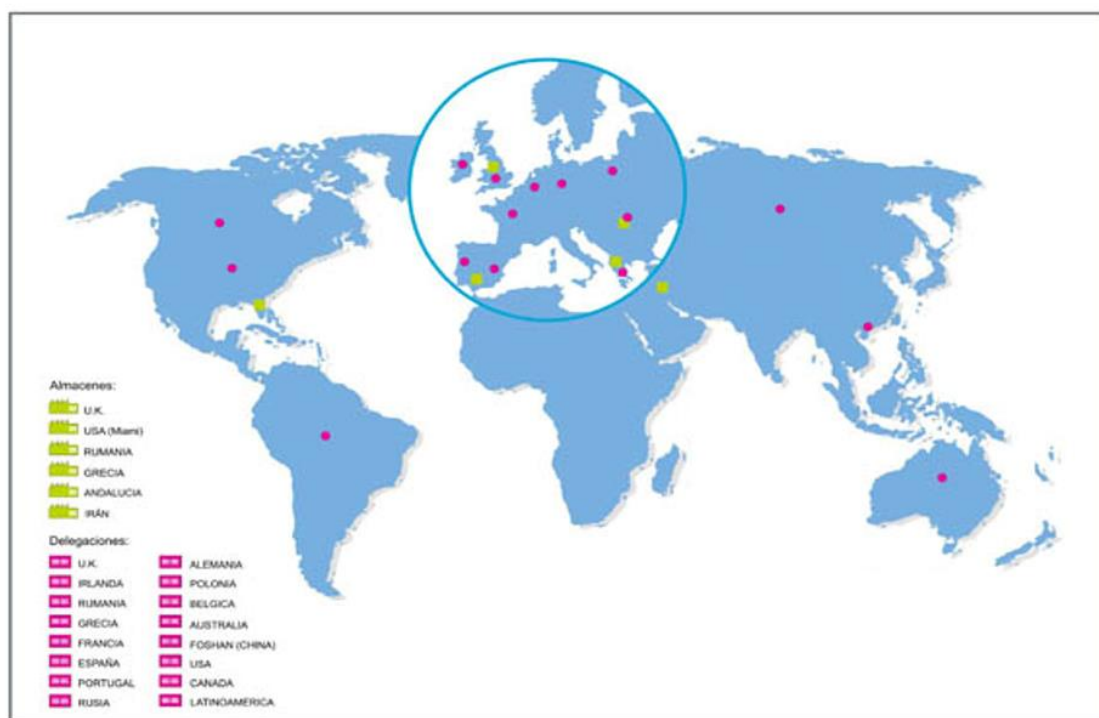 Almacenes:
U.K.
USA (Miami)
RUMANIA
GRECIA
ANDALUCIA
IRÁN
Delegaciones:
U.K.
IRLANDA
RUMANIA
GRECIA
FRANCIA
ESPAÑA
PORTUGAL
RUSIA
ALEMANIA
POLONIA
BELGICA
AUSTRALIA
FOSHAN (CHINA)
USA
CANADA
LATINOAMERICA